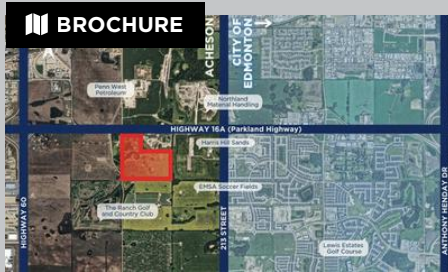 BROCHURE
ACHESON
CITY OF
EDMONTON
Penn West
Petroleum
Northland
Material Handling
HIGHWAY 16A (Parkland Highway)
Harris Hill Sands
EMSA Soccer Fields
The Ranch Golf
and Country Club
HIGHWAY 60
213 STREET
Lewis Estates
Golf Course
ANTHONY HENDAY DR